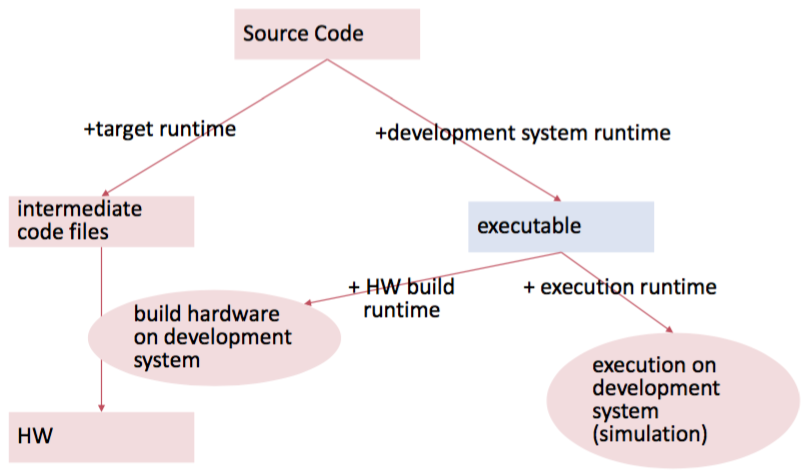 Source Code
+target runtime
+development system runtime
intermediate
code files
executable
+ HW build
runtime
+ execution runtime
build hardware
on development
system
execution on
development
system
(simulation)
HW